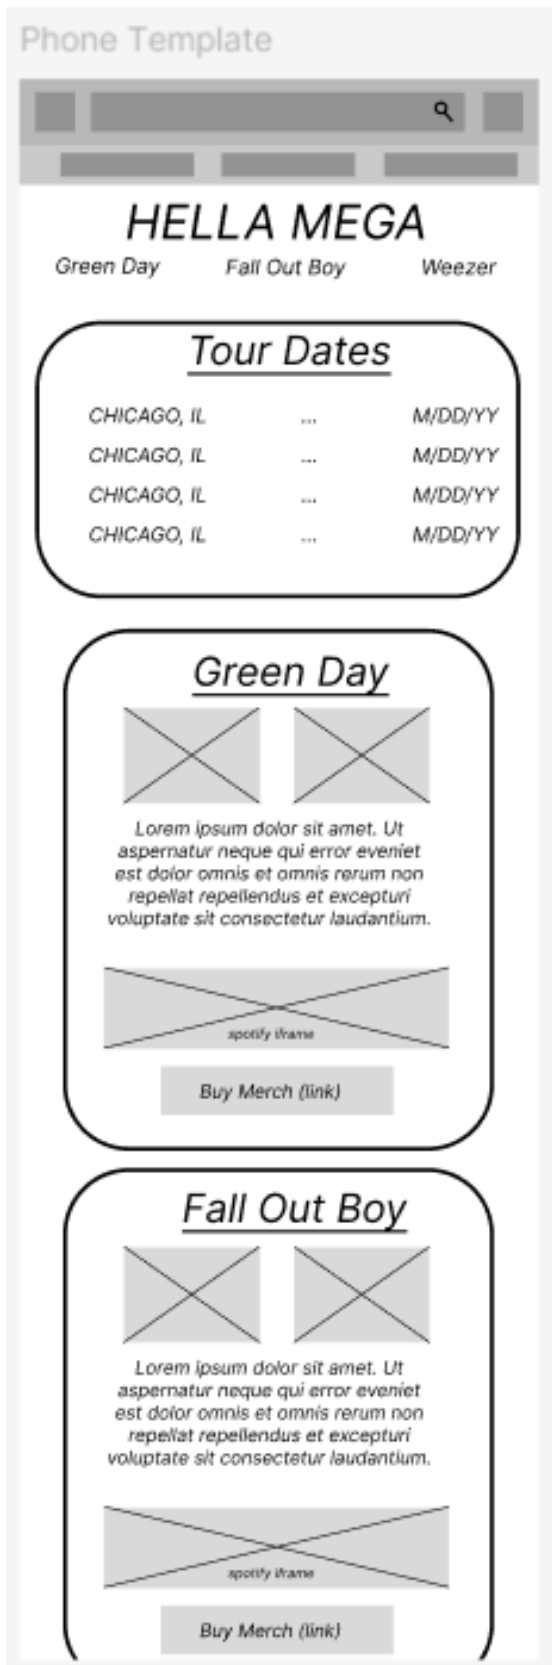 Phone Template
HELLA MEGA
Green Day Fall Out Boy Weezer
Tour Dates
CHICAGO, IL ... M/DD/YY
CHICAGO, IL ... M/DD/YY
CHICAGO, IL ... M/DD/YY
CHICAGO, IL ... M/DD/YY
Green Day
Lorem ipsum dolor sit amet. Ut
aspernatur neque qui error eveniet
est dolor omnis et omnis rerum non
repellat repellendus et excepturi
voluptate sit consectetur laudantium.
spotify iframe
Buy Merch (link)
Fall Out Boy
Lorem ipsum dolor sit amet. Ut
aspernatur neque qui error eveniet
est dolor omnis et omnis rerum non
repellat repellendus et excepturi
voluptate sit consectetur laudantium.
spotify iframe
Buy Merch (link)